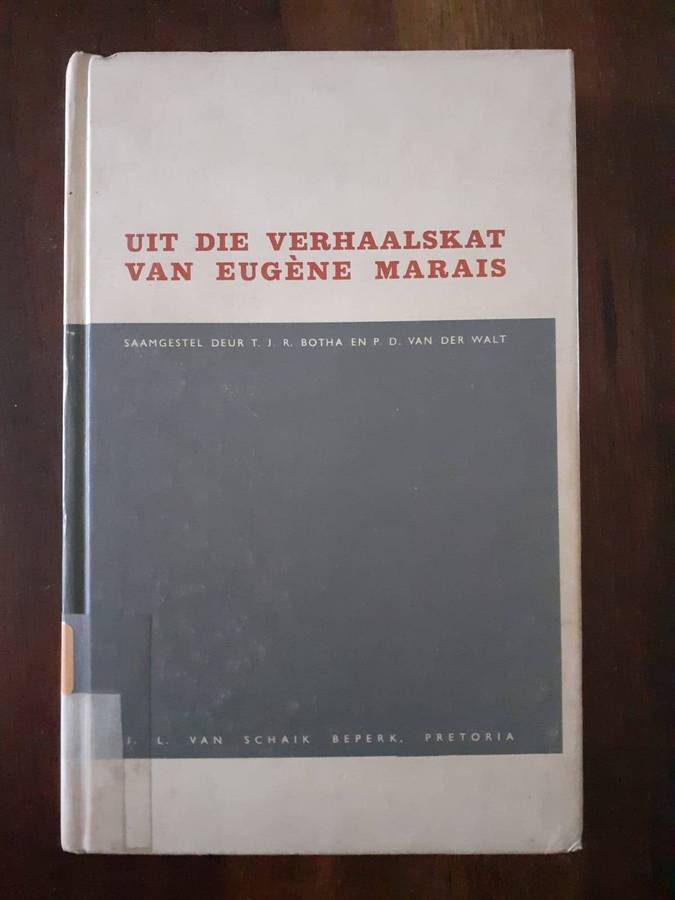 UIT DIE VERHAALSKAT
VAN EUGÈNE MARAIS
SAAMGESTEL DEUR T. J. R. BOTHA EN P. D. VAN DER WALT
J. L. VAN SCHAIK BEPERK, PRETORIA